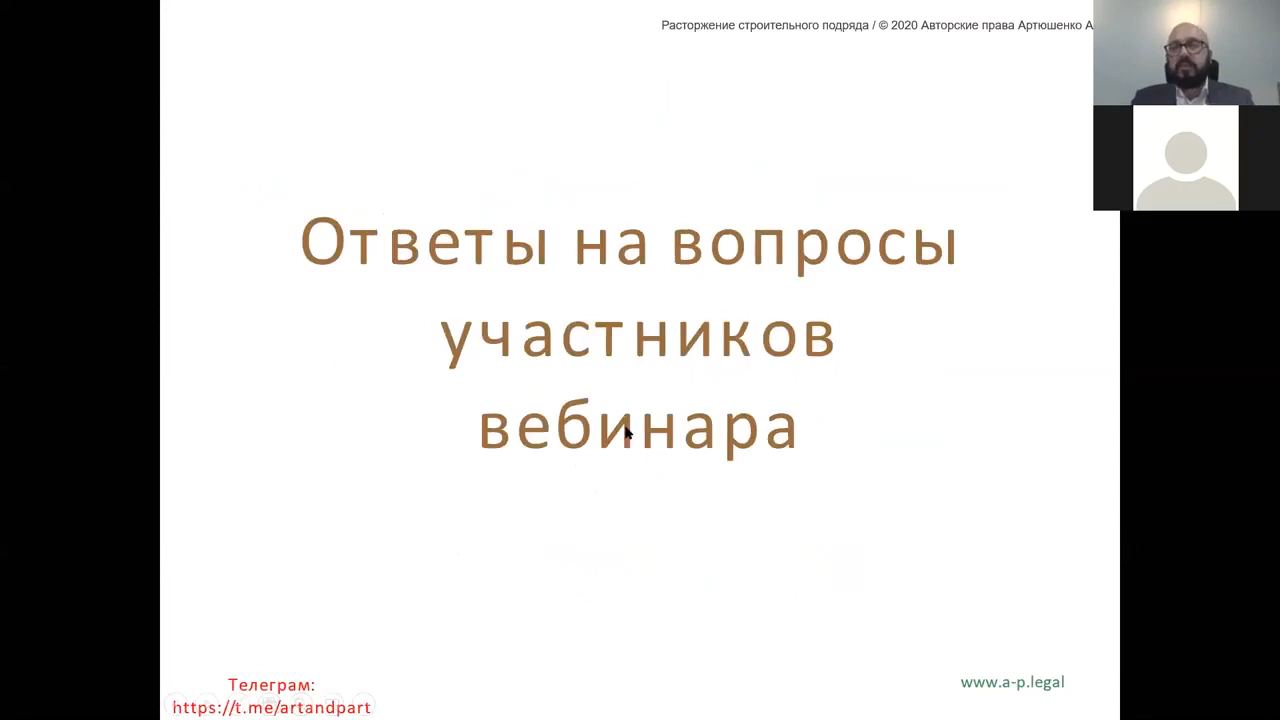 Расторжение строительного подряда / © 2020 Авторские права Артюшенко А
Ответы на вопросы
участников
вебинара
Телеграм:
https://t.me/artandpart
www.a-p.legal